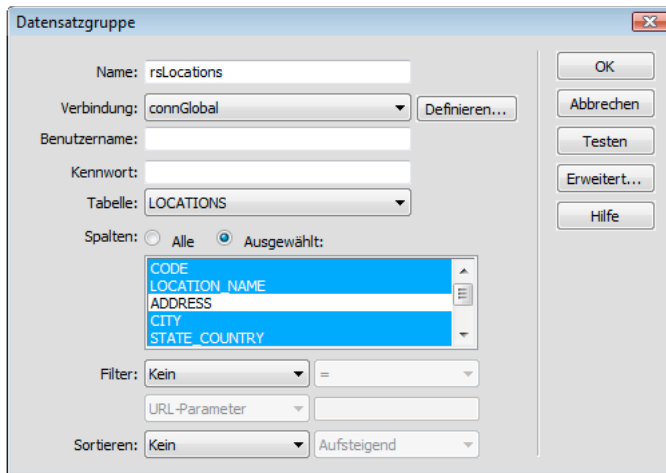 Datensatzgruppe
Name: rsLocations
OK
Verbindung: connGlobal Definieren...
Abbrechen
Benutzername:
Testen
Kennwort:
Erweitert...
Tabelle: LOCATIONS
Hilfe
Spalten: Alle Ausgewählt:
CODE
LOCATION_NAME
ADDRESS
CITY
STATE_COUNTRY
Filter: Kein =
URL-Parameter
Sortieren: Kein Aufsteigend